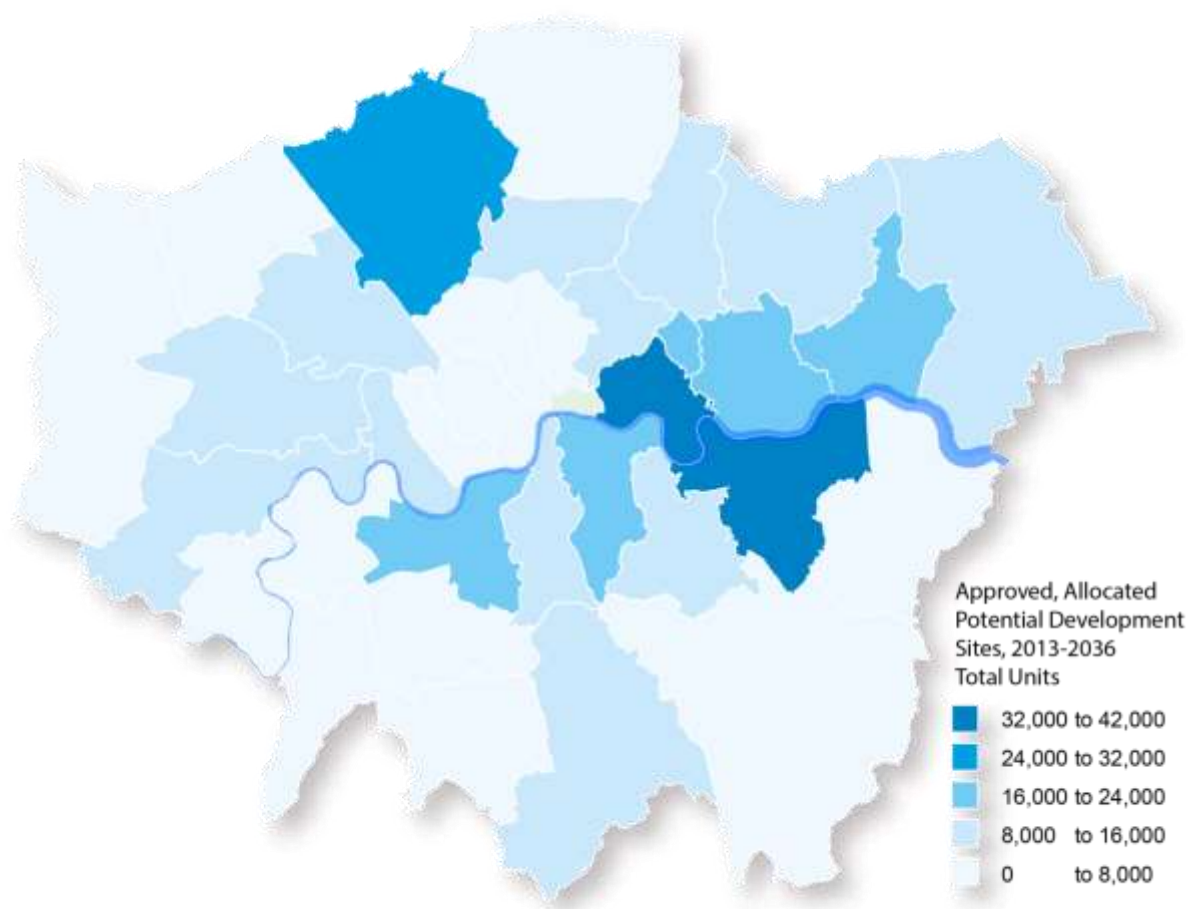 Approved, Allocated
Potential Development
Sites, 2013-2036
Total Units
32,000 to 42,000
24,000 to 32,000
16,000 to 24,000
8,000 to 16,000
0 to 8,000